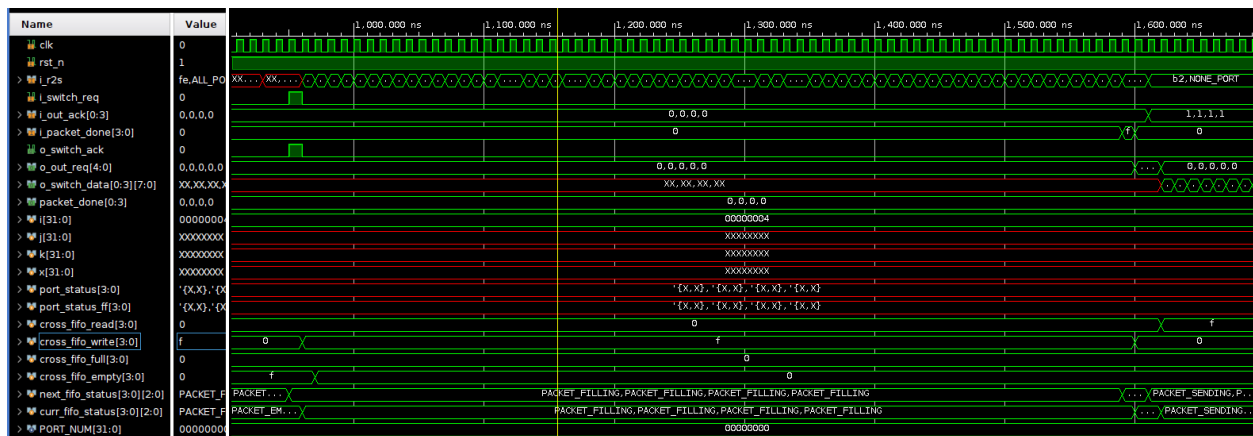 Name Value 1,000.000 ns 1,100.000 ns 1,200.000 ns 1,300.000 ns 1,400.000 ns 1,500.000 ns 1,600.000 ns
clk 0
rst_n 1
i_r2s fe,ALL_PO XX... XX.... ... ... ... ... b2,NONE_PORT
i_switch_req 0
i_out_ack[0:3] 0,0,0,0 0,0,0,0 1,1,1,1
i_packet_done[3:0] 0 0 f 0
o_switch_ack 0
o_out_req[4:0] 0,0,0,0,0 0,0,0,0,0 ... 0,0,0,0,0
o_switch_data[0:3][7:0] XX,XX,XX,X XX,XX,XX,XX
packet_done[0:3] 0,0,0,0 0,0,0,0
i[31:0] 00000004 00000004
j[31:0] XXXXXXXX XXXXXXXX
k[31:0] XXXXXXXX XXXXXXXX
x[31:0] XXXXXXXX XXXXXXXX
port_status[3:0] '{X,X},'{X '{X,X},'{X,X},'{X,X},'{X,X}
port_status_ff[3:0] '{X,X},'{X '{X,X},'{X,X},'{X,X},'{X,X}
cross_fifo_read[3:0] 0 0 f
cross_fifo_write[3:0] f 0 f 0
cross_fifo_full[3:0] 0 0
cross_fifo_empty[3:0] 0 f 0
next_fifo_status[3:0][2:0] PACKET_F PACKET... PACKET_FILLING,PACKET_FILLING,PACKET_FILLING,PACKET_FILLING ... PACKET_SENDING,P...
curr_fifo_status[3:0][2:0] PACKET_F PACKET_EM... PACKET_FILLING,PACKET_FILLING,PACKET_FILLING,PACKET_FILLING ... PACKET_SENDING...
PORT_NUM[31:0] 00000000 00000000